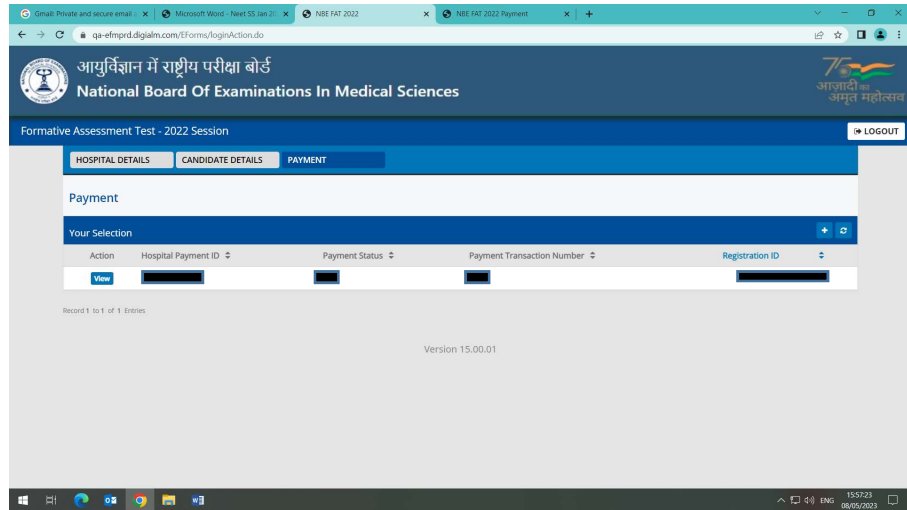 Gmail: Private and secure email
Microsoft Word - Neet SS Jan 20
NBE FAT 2022
NBE FAT 2022 Payment
qa-efmprd.digialm.com/EForms/loginAction.do
आयुर्विज्ञान में राष्ट्रीय परीक्षा बोर्ड
National Board Of Examinations In Medical Sciences
आज़ादी का
अमृत महोत्सव
Formative Assessment Test - 2022 Session
LOGOUT
HOSPITAL DETAILS CANDIDATE DETAILS PAYMENT
Payment
Your Selection
Action Hospital Payment ID Payment Status Payment Transaction Number Registration ID
View
Record 1 to 1 of 1 Entries
Version 15.00.01
ENG
15:57:23
08/05/2023